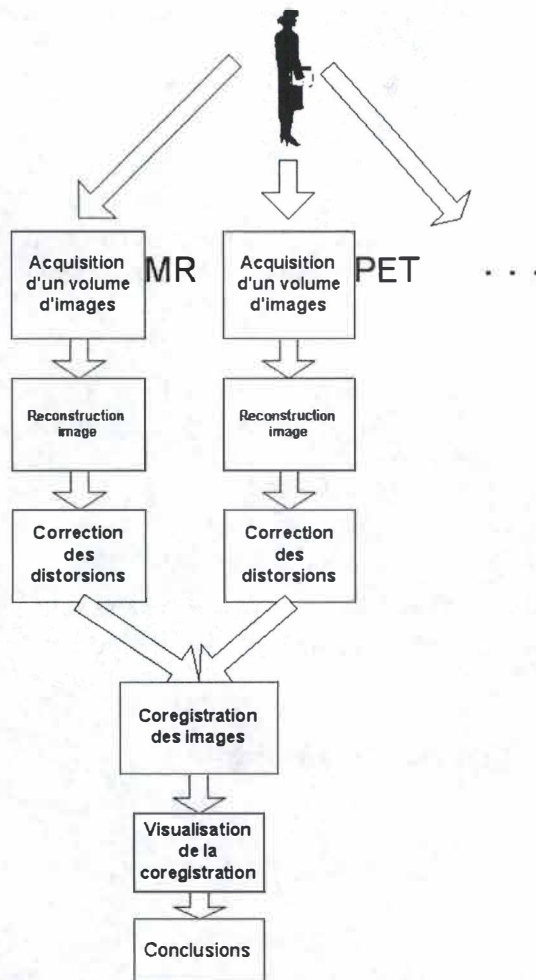 Acquisition
d'un volume
d'images
MR
Acquisition
d'un volume
d'images
PET
. . .
Reconstruction
image
Reconstruction
image
Correction
des
distorsions
Correction
des
distorsions
Coregistration
des images
Visualisation
de la
coregistration
Conclusions